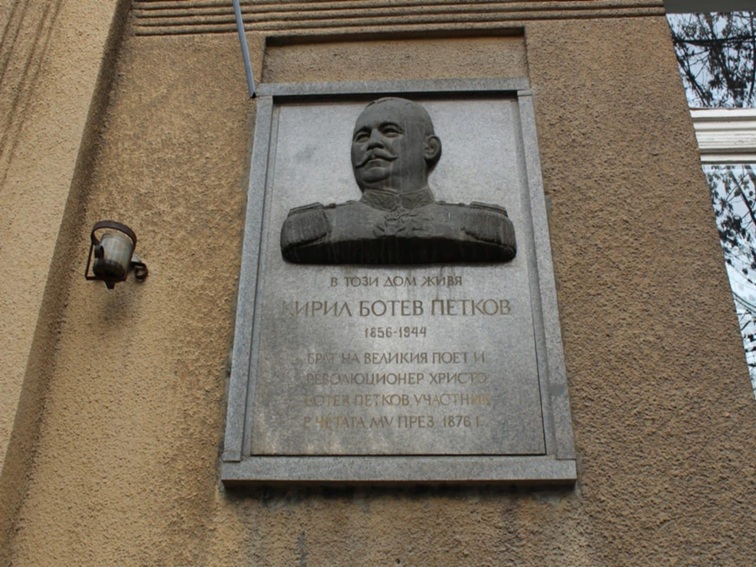 В ТОЗИ ДОМ ЖИВЯ
КИРИЛ БОТЕВ ПЕТКОВ
1856-1944
БРАТ НА ВЕЛИКИЯ ПОЕТ И
РЕВОЛЮЦИОНЕР ХРИСТО
БОТЕВ ПЕТКОВ, УЧАСТНИК
В ЧЕТАТА МУ ПРЕЗ 1876 Г.